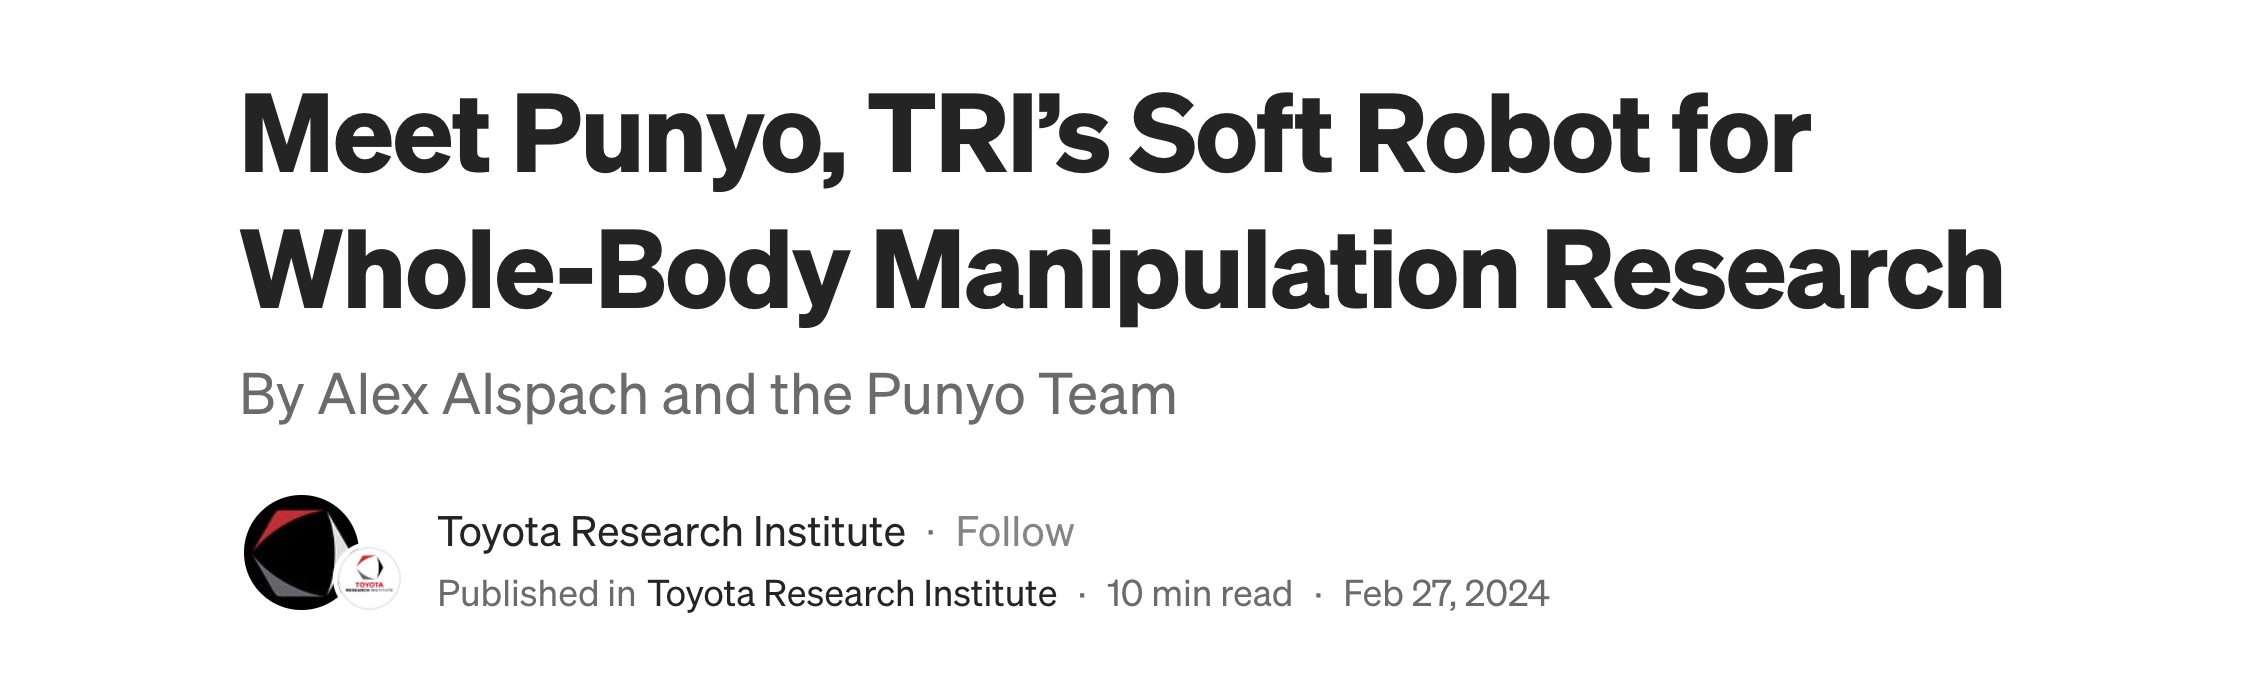 Meet Punyo, TRI’s Soft Robot for
Whole-Body Manipulation Research
By Alex Alspach and the Punyo Team
Toyota Research Institute · Follow
TOYOTA
RESEARCH INSTITUTE
Published in Toyota Research Institute · 10 min read · Feb 27, 2024